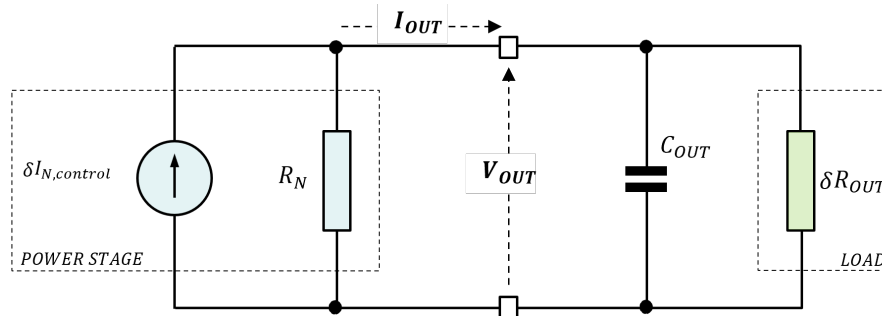 I_OUT
δI_N,control
R_N
V_OUT
C_OUT
δR_OUT
POWER STAGE
LOAD